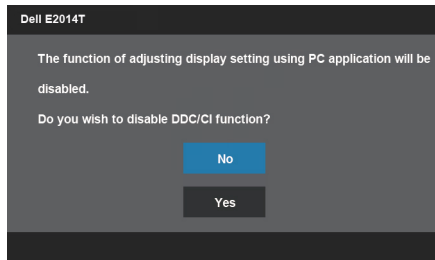 Dell E2014T
The function of adjusting display setting using PC application will be
disabled.
Do you wish to disable DDC/CI function?
No
Yes